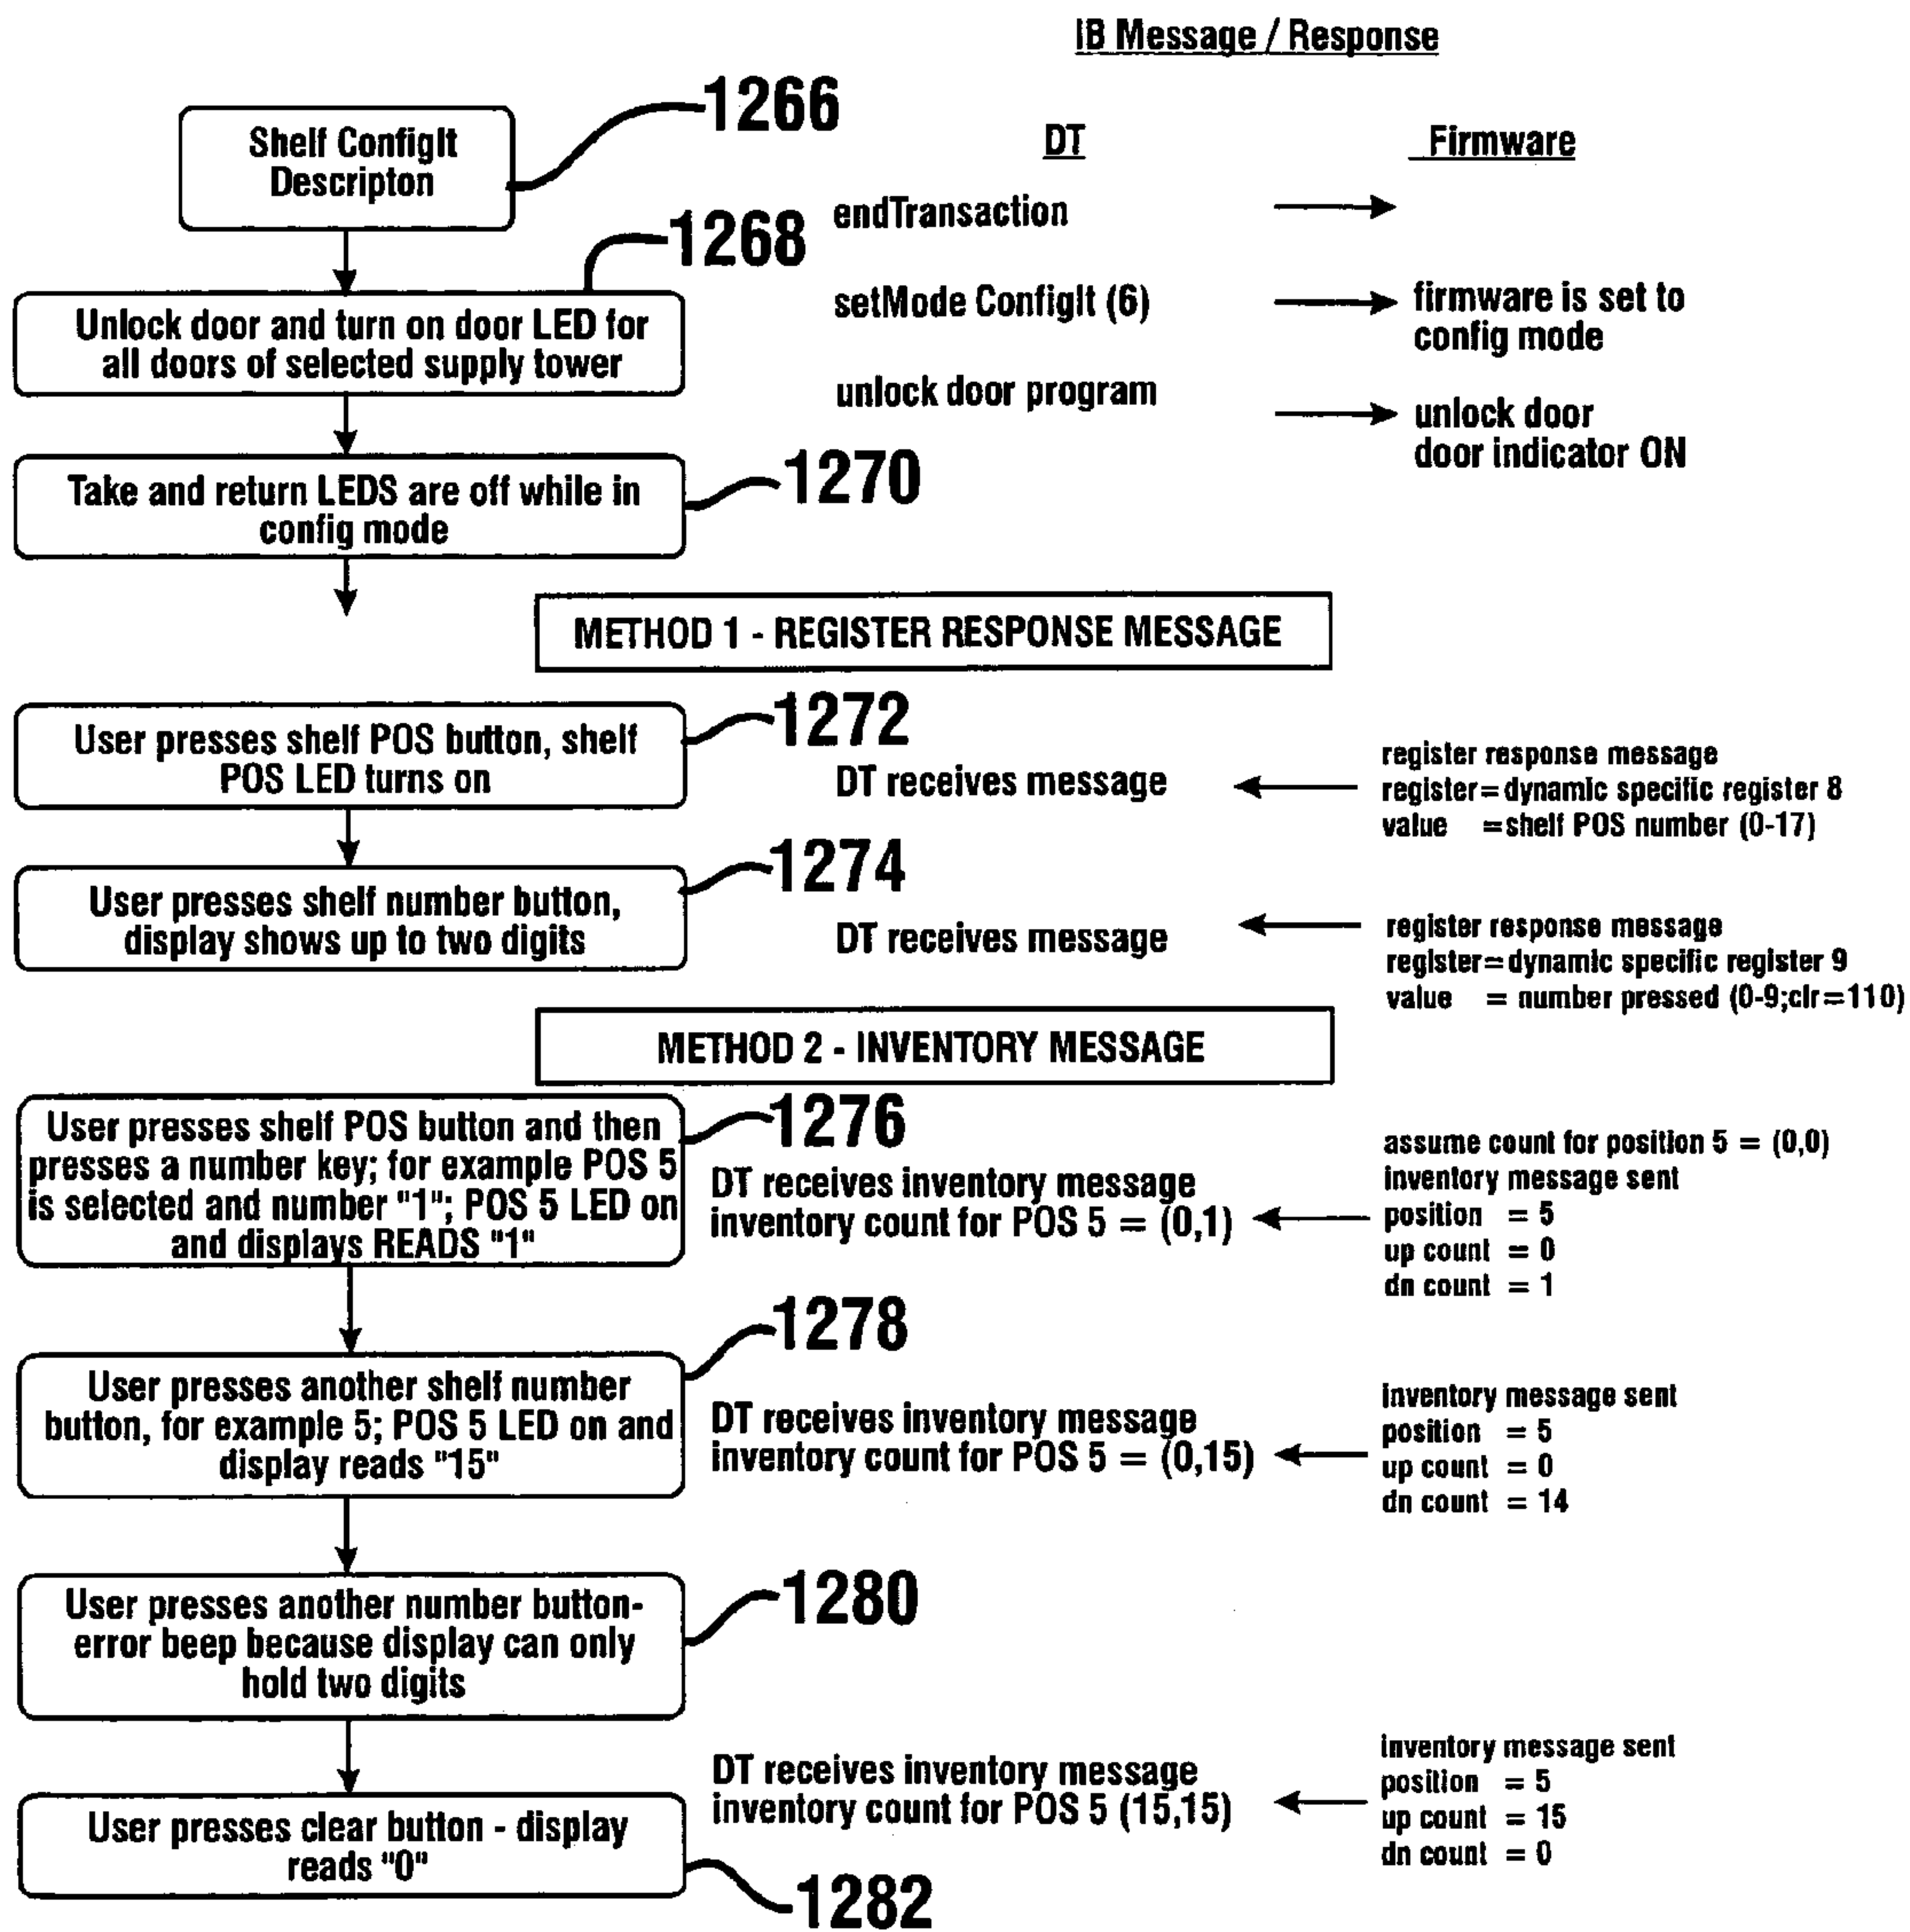 IB Message / Response
1266
Shelf ConfigIt
Descripton
DT
Firmware
endTransaction
1268
Unlock door and turn on door LED for
all doors of selected supply tower
setMode ConfigIt (6)
firmware is set to
config mode
unlock door program
unlock door
door indicator ON
1270
Take and return LEDS are off while in
config mode
METHOD 1 - REGISTER RESPONSE MESSAGE
1272
User presses shelf POS button, shelf
POS LED turns on
DT receives message
register response message
register=dynamic specific register 8
value =shelf POS number (0-17)
1274
User presses shelf number button,
display shows up to two digits
DT receives message
register response message
register=dynamic specific register 9
value = number pressed (0-9;clr=110)
METHOD 2 - INVENTORY MESSAGE
1276
User presses shelf POS button and then
presses a number key; for example POS 5
is selected and number "1"; POS 5 LED on
and displays READS "1"
DT receives inventory message
inventory count for POS 5 = (0,1)
assume count for position 5 = (0,0)
inventory message sent
position = 5
up count = 0
dn count = 1
1278
User presses another shelf number
button, for example 5; POS 5 LED on and
display reads "15"
DT receives inventory message
inventory count for POS 5 = (0,15)
inventory message sent
position = 5
up count = 0
dn count = 14
1280
User presses another number button-
error beep because display can only
hold two digits
DT receives inventory message
inventory count for POS 5 (15,15)
inventory message sent
position = 5
up count = 15
dn count = 0
User presses clear button - display
reads "0"
1282